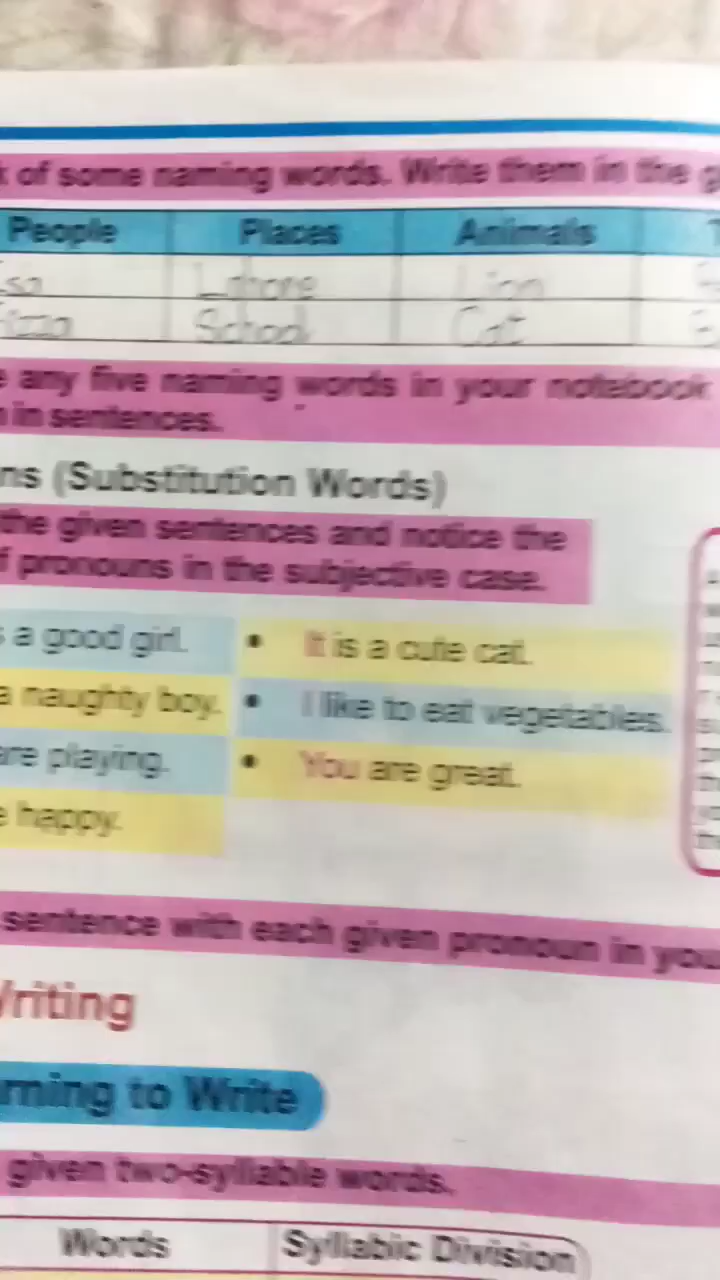 of some naming words. Write them in the
People Places Animals
Lahore Lion
School Cat
any five naming words in your notebook
in sentences.
ns (Substitution Words)
the given sentences and notice the
f pronouns in the subjective case.
a good girl. • It is a cute cat.
a naughty boy. • I like to eat vegetables.
are playing. • You are great.
happy.
sentence with each given pronoun in you
Writing
rning to Write
given two-syllable words.
Words Syllabic Division